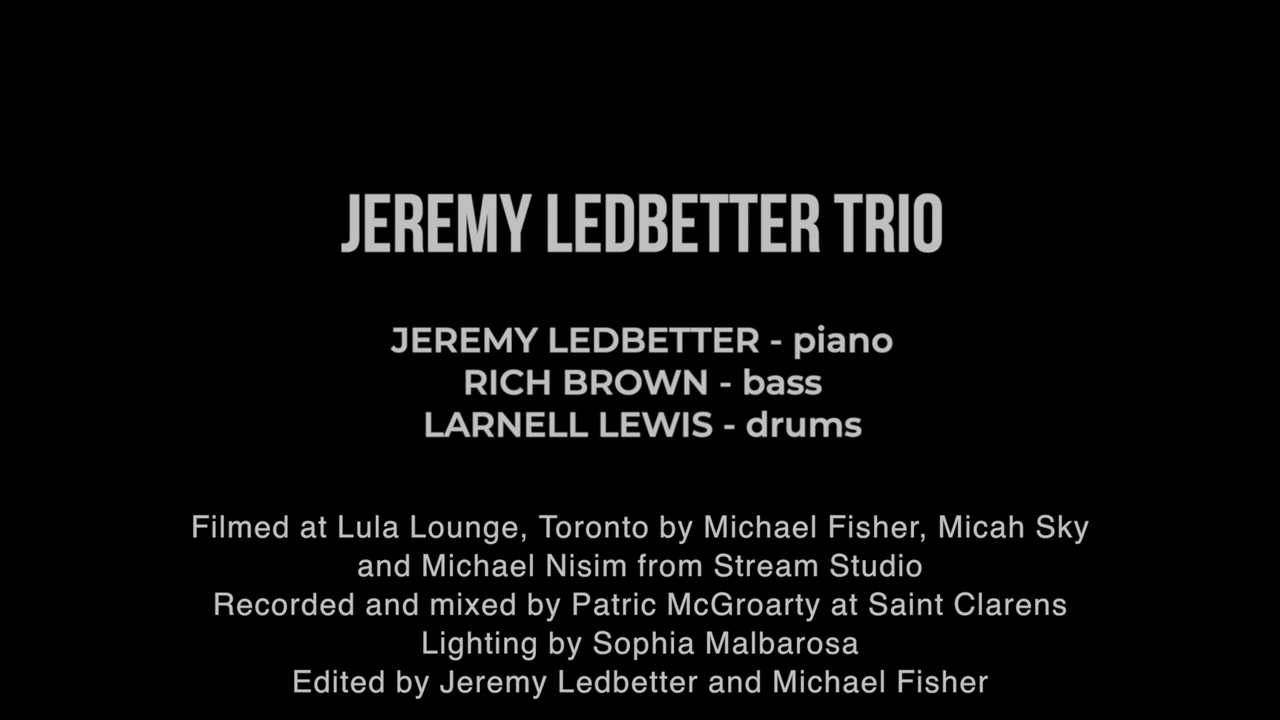 JEREMY LEDBETTER TRIO
JEREMY LEDBETTER - piano
RICH BROWN - bass
LARNELL LEWIS - drums
Filmed at Lula Lounge, Toronto by Michael Fisher, Micah Sky
and Michael Nisim from Stream Studio
Recorded and mixed by Patric McGroarty at Saint Clarens
Lighting by Sophia Malbarosa
Edited by Jeremy Ledbetter and Michael Fisher